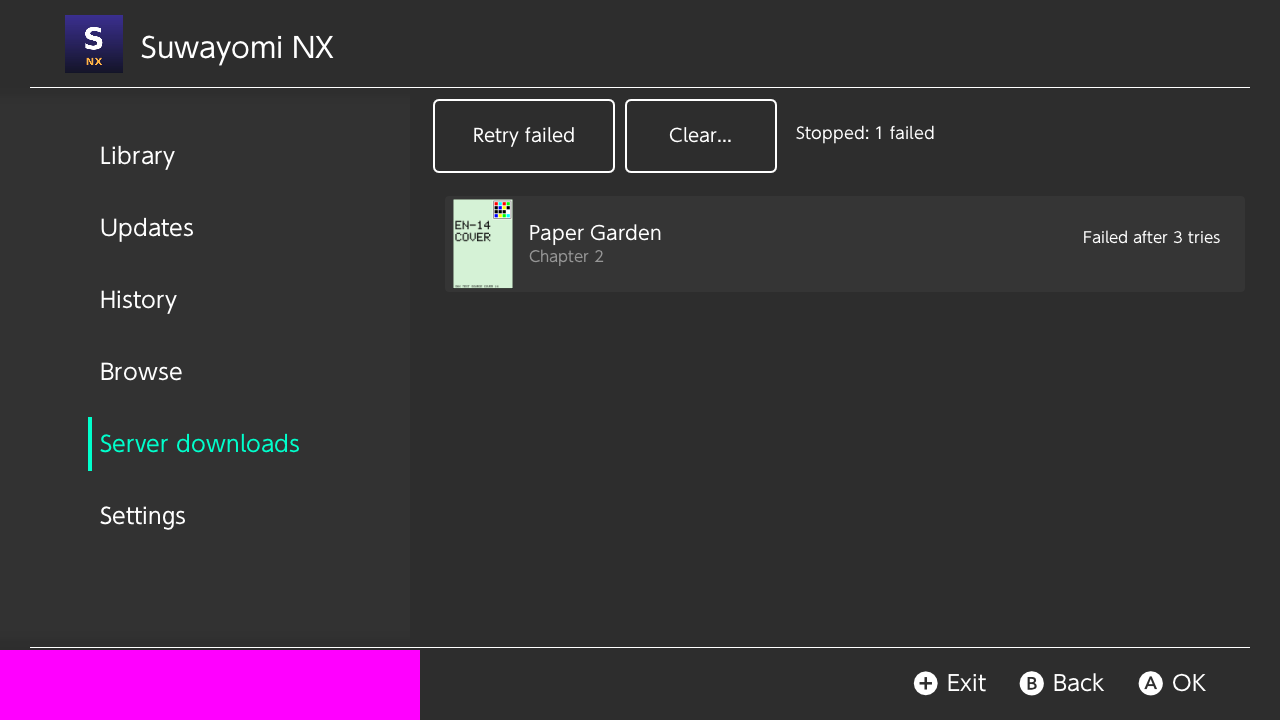 S
NX
Suwayomi NX
Library
Updates
History
Browse
Server downloads
Settings
Retry failed
Clear...
Stopped: 1 failed
EN-14
COVER
Paper Garden
Chapter 2
Failed after 3 tries
+ Exit
B Back
A OK